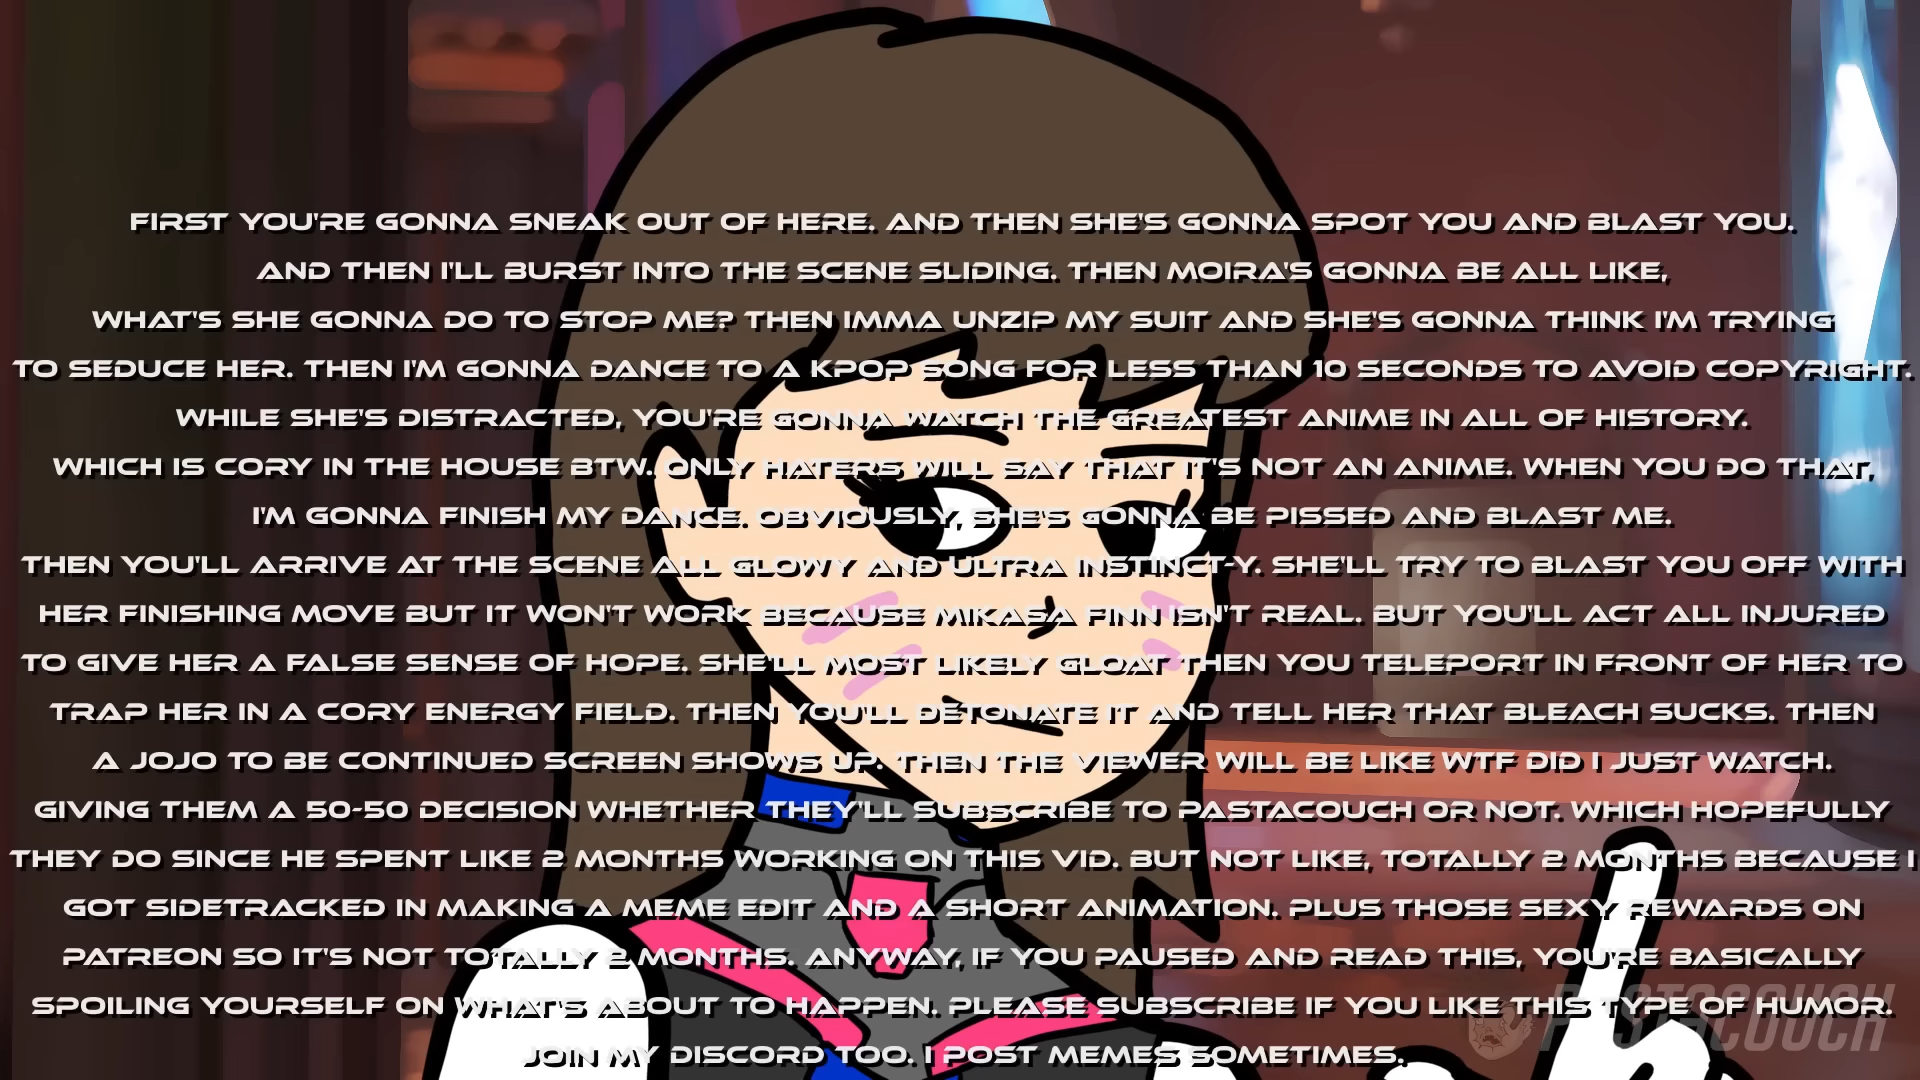 FIRST YOU'RE GONNA SNEAK OUT OF HERE. AND THEN SHE'S GONNA SPOT YOU AND BLAST YOU.
AND THEN I'LL BURST INTO THE SCENE SLIDING. THEN MOIRA'S GONNA BE ALL LIKE,
WHAT'S SHE GONNA DO TO STOP ME? THEN IMMA UNZIP MY SUIT AND SHE'S GONNA THINK I'M TRYING
TO SEDUCE HER. THEN I'M GONNA DANCE TO A KPOP SONG FOR LESS THAN 10 SECONDS TO AVOID COPYRIGHT.
WHILE SHE'S DISTRACTED, YOU'RE GONNA WATCH THE GREATEST ANIME IN ALL OF HISTORY.
WHICH IS CORY IN THE HOUSE BTW. ONLY HATERS WILL SAY THAT IT'S NOT AN ANIME. WHEN YOU DO THAT,
I'M GONNA FINISH MY DANCE. OBVIOUSLY, SHE'S GONNA BE PISSED AND BLAST ME.
THEN YOU'LL ARRIVE AT THE SCENE ALL GLOWY AND ULTRA INSTINCT-Y. SHE'LL TRY TO BLAST YOU OFF WITH
HER FINISHING MOVE BUT IT WON'T WORK BECAUSE MIKASA FINN ISN'T REAL. BUT YOU'LL ACT ALL INJURED
TO GIVE HER A FALSE SENSE OF HOPE. SHE'LL MOST LIKELY GLOAT THEN YOU TELEPORT IN FRONT OF HER TO
TRAP HER IN A CORY ENERGY FIELD. THEN YOU'LL DETONATE IT AND TELL HER THAT BLEACH SUCKS. THEN
A JOJO TO BE CONTINUED SCREEN SHOWS UP. THEN THE VIEWER WILL BE LIKE WTF DID I JUST WATCH.
GIVING THEM A 50-50 DECISION WHETHER THEY'LL SUBSCRIBE TO PASTACOUCH OR NOT. WHICH HOPEFULLY
THEY DO SINCE HE SPENT LIKE 2 MONTHS WORKING ON THIS VID. BUT NOT LIKE, TOTALLY 2 MONTHS BECAUSE I
GOT SIDETRACKED IN MAKING A MEME EDIT AND A SHORT ANIMATION. PLUS THOSE SEXY REWARDS ON
PATREON SO IT'S NOT TOTALLY 2 MONTHS. ANYWAY, IF YOU PAUSED AND READ THIS, YOU'RE BASICALLY
SPOILING YOURSELF ON WHAT'S ABOUT TO HAPPEN. PLEASE SUBSCRIBE IF YOU LIKE THIS TYPE OF HUMOR.
JOIN MY DISCORD TOO. I POST MEMES SOMETIMES.
PASTACOUCH